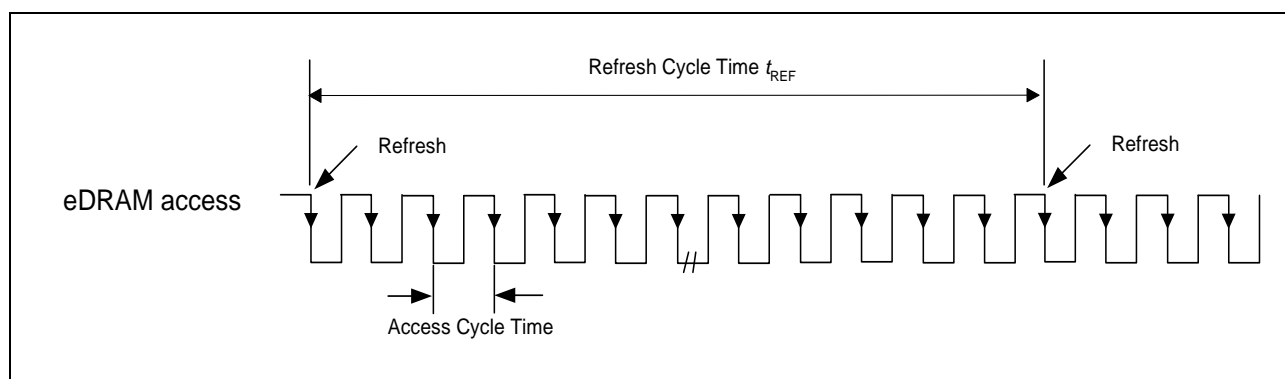 Refresh Cycle Time tREF
Refresh
Refresh
eDRAM access
Access Cycle Time